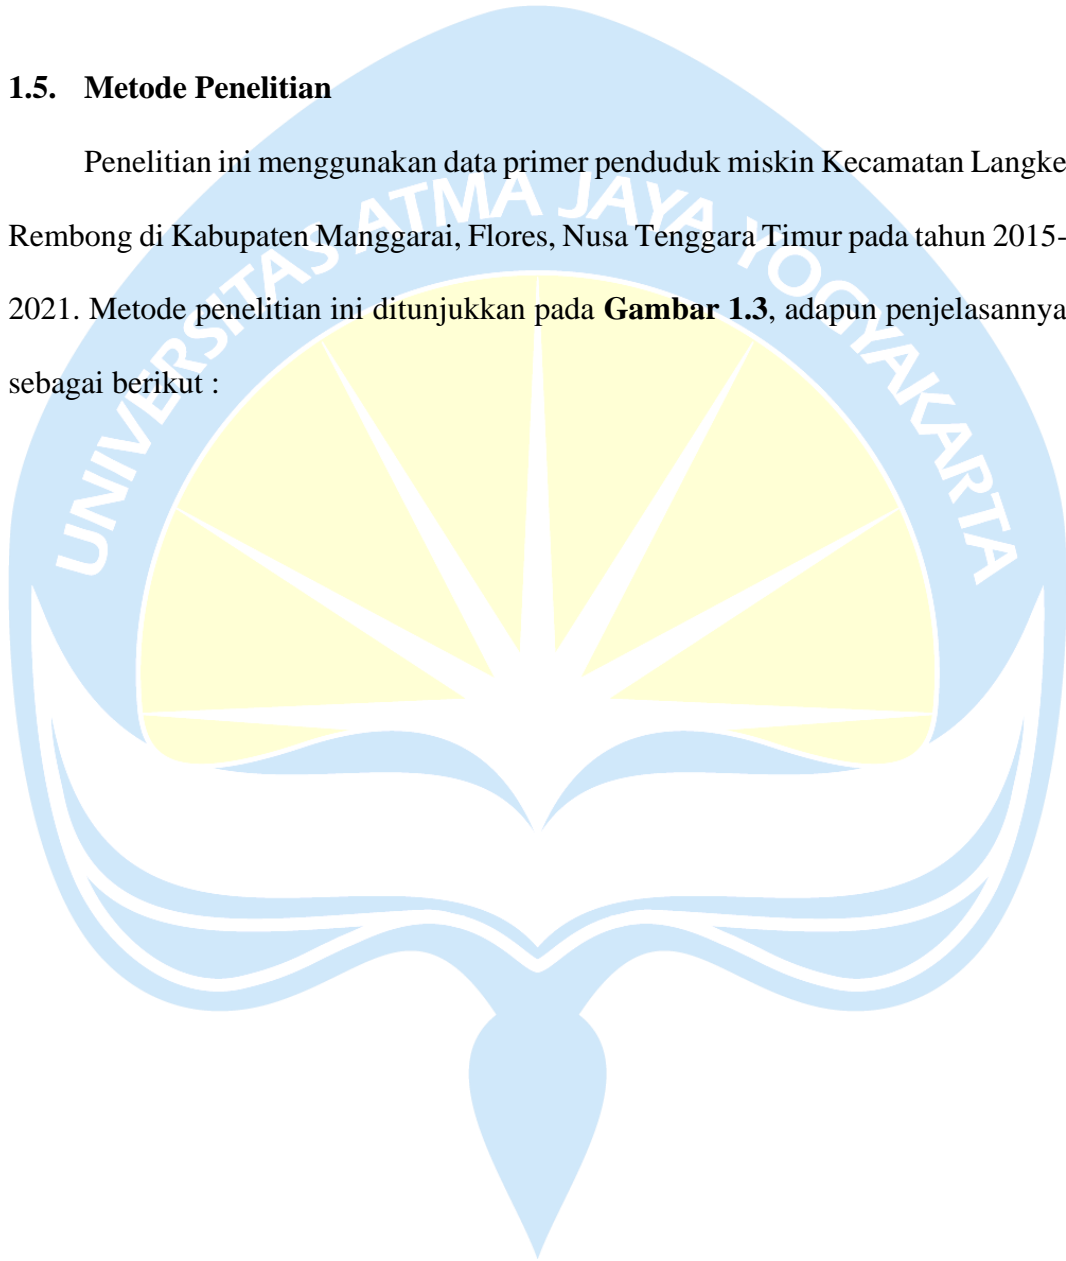 1.5. Metode Penelitian
Penelitian ini menggunakan data primer penduduk miskin Kecamatan Langke
Rembong di Kabupaten Manggarai, Flores, Nusa Tenggara Timur pada tahun 2015-
2021. Metode penelitian ini ditunjukkan pada Gambar 1.3, adapun penjelasannya
sebagai berikut :
UNIVERSITAS ATMA JAYA YOGYAKARTA